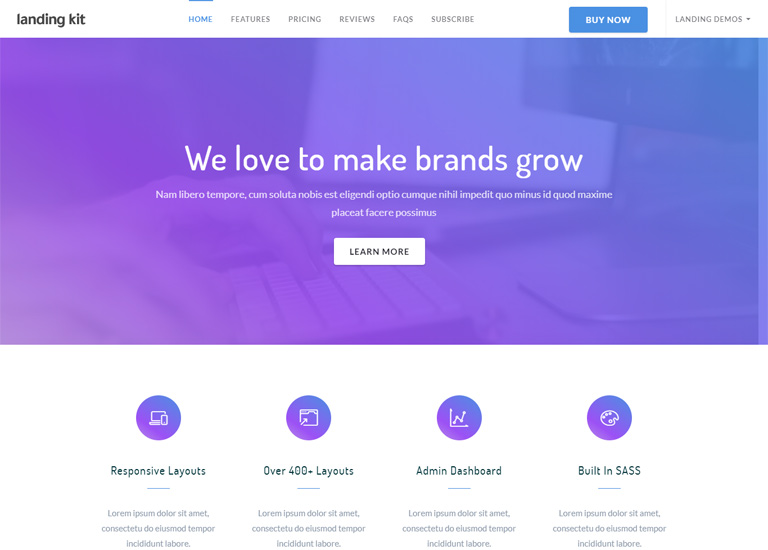 landing kit
HOME FEATURES PRICING REVIEWS FAQS SUBSCRIBE
BUY NOW
LANDING DEMOS
We love to make brands grow
Nam libero tempore, cum soluta nobis est eligendi optio cumque nihil impedit quo minus id quod maxime
placeat facere possimus
LEARN MORE
Responsive Layouts
Lorem ipsum dolor sit amet,
consectetu do eiusmod tempor
incididunt labore.
Over 400+ Layouts
Lorem ipsum dolor sit amet,
consectetu do eiusmod tempor
incididunt labore.
Admin Dashboard
Lorem ipsum dolor sit amet,
consectetu do eiusmod tempor
incididunt labore.
Built In SASS
Lorem ipsum dolor sit amet,
consectetu do eiusmod tempor
incididunt labore.